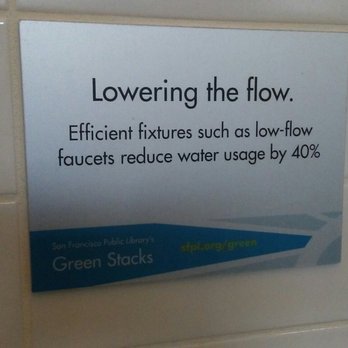 Lowering the flow.
Efficient fixtures such as low-flow
faucets reduce water usage by 40%
San Francisco Public Library's
Green Stacks
sfpl.org/green